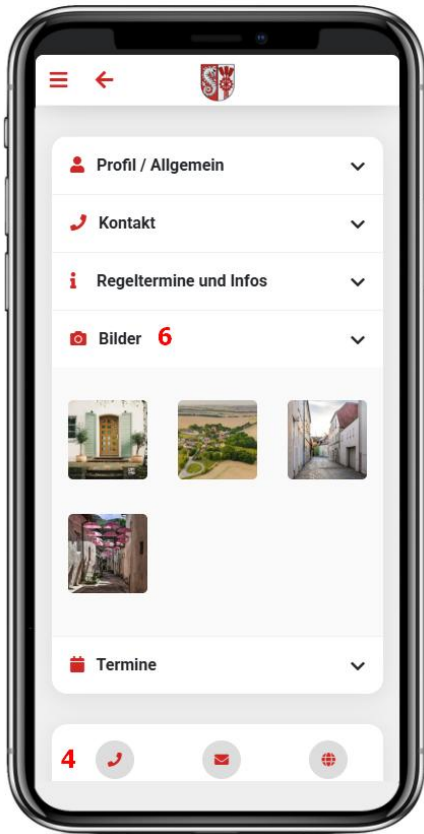 Profil / Allgemein
Kontakt
Regeltermine und Infos
Bilder 6
Termine
4